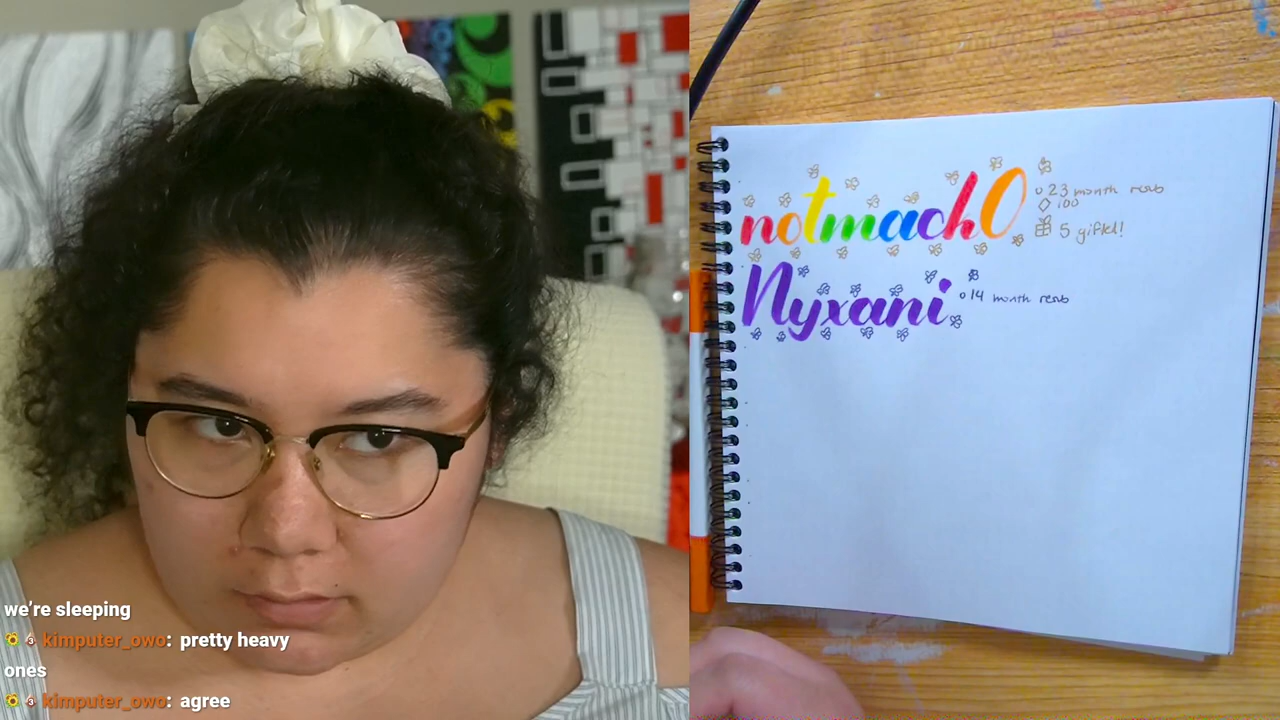 we're sleeping
kimputer_owo: pretty heavy
ones
kimputer_owo: agree
notmach0
23 month resub
100
5 gifted!
Nyxani
14 month resub